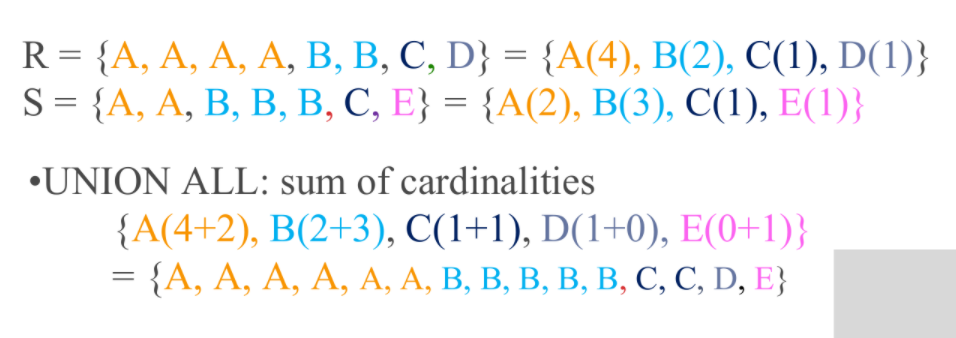 R = {A, A, A, A, B, B, C, D} = {A(4), B(2), C(1), D(1)}
S = {A, A, B, B, B, C, E} = {A(2), B(3), C(1), E(1)}
•UNION ALL: sum of cardinalities
{A(4+2), B(2+3), C(1+1), D(1+0), E(0+1)}
= {A, A, A, A, A, A, B, B, B, B, B, C, C, D, E}